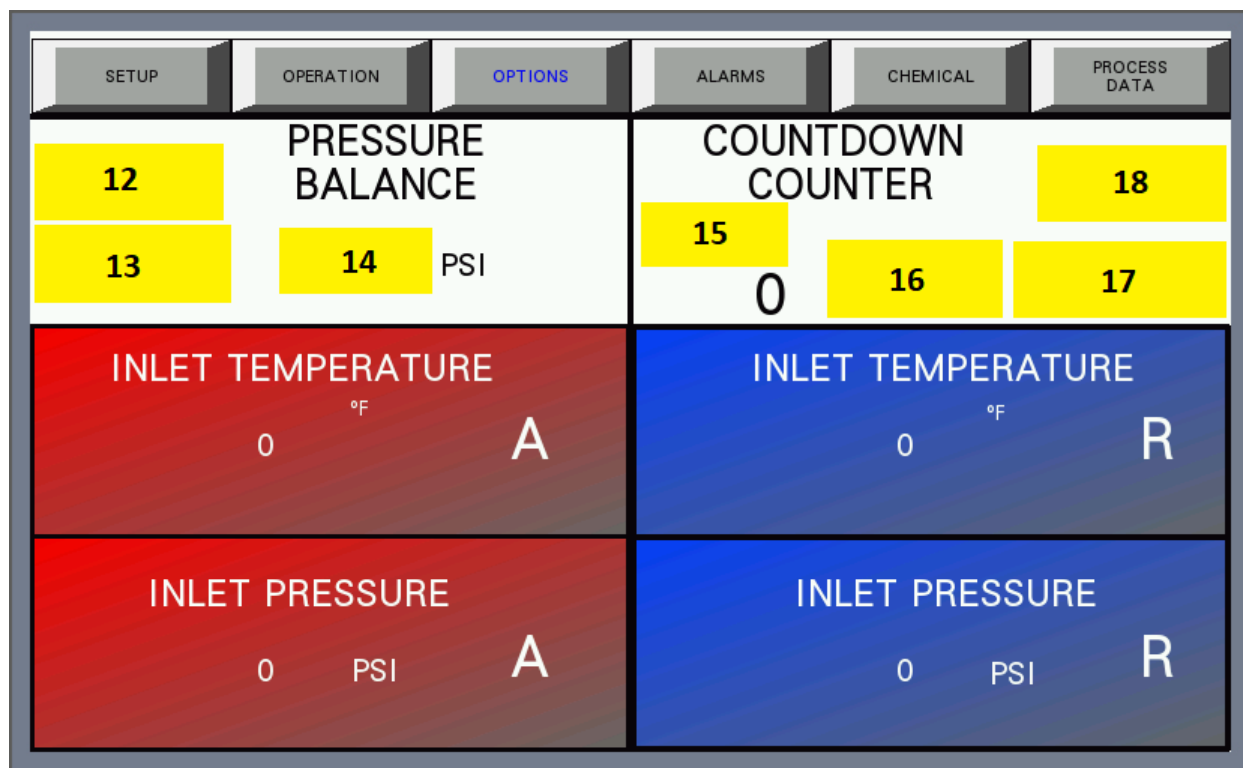 SETUP
OPERATION
OPTIONS
ALARMS
CHEMICAL
PROCESS
DATA
PRESSURE
BALANCE
12
13
14 PSI
COUNTDOWN
COUNTER
18
15
0
16
17
INLET TEMPERATURE
°F
0
A
INLET TEMPERATURE
°F
0
R
INLET PRESSURE
0 PSI
A
INLET PRESSURE
0 PSI
R